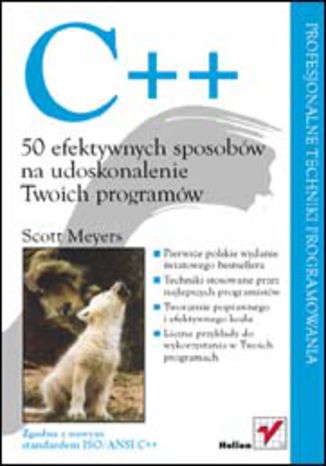 C++
50 efektywnych sposobów
na udoskonalenie
Twoich programów
Scott Meyers
Pierwsze polskie wydanie
światowego bestsellera
Techniki stosowane przez
najlepszych programistów
Tworzenie poprawnego
i efektywnego kodu
Liczne przykłady do
wykorzystania w Twoich
programach
Zgodna z nowym
standardem ISO/ANSI C++
Helion
PROFESJONALNE TECHNIKI PROGRAMOWANIA